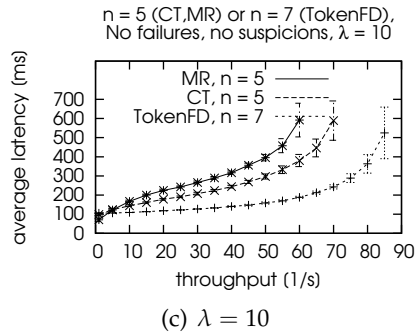 n = 5 (CT,MR) or n = 7 (TokenFD),
No failures, no suspicions, λ = 10
average latency [ms]
700
600
500
400
300
200
100
0
MR, n = 5
CT, n = 5
TokenFD, n = 7
0 10 20 30 40 50 60 70 80 90
throughput [1/s]
(c) λ = 10